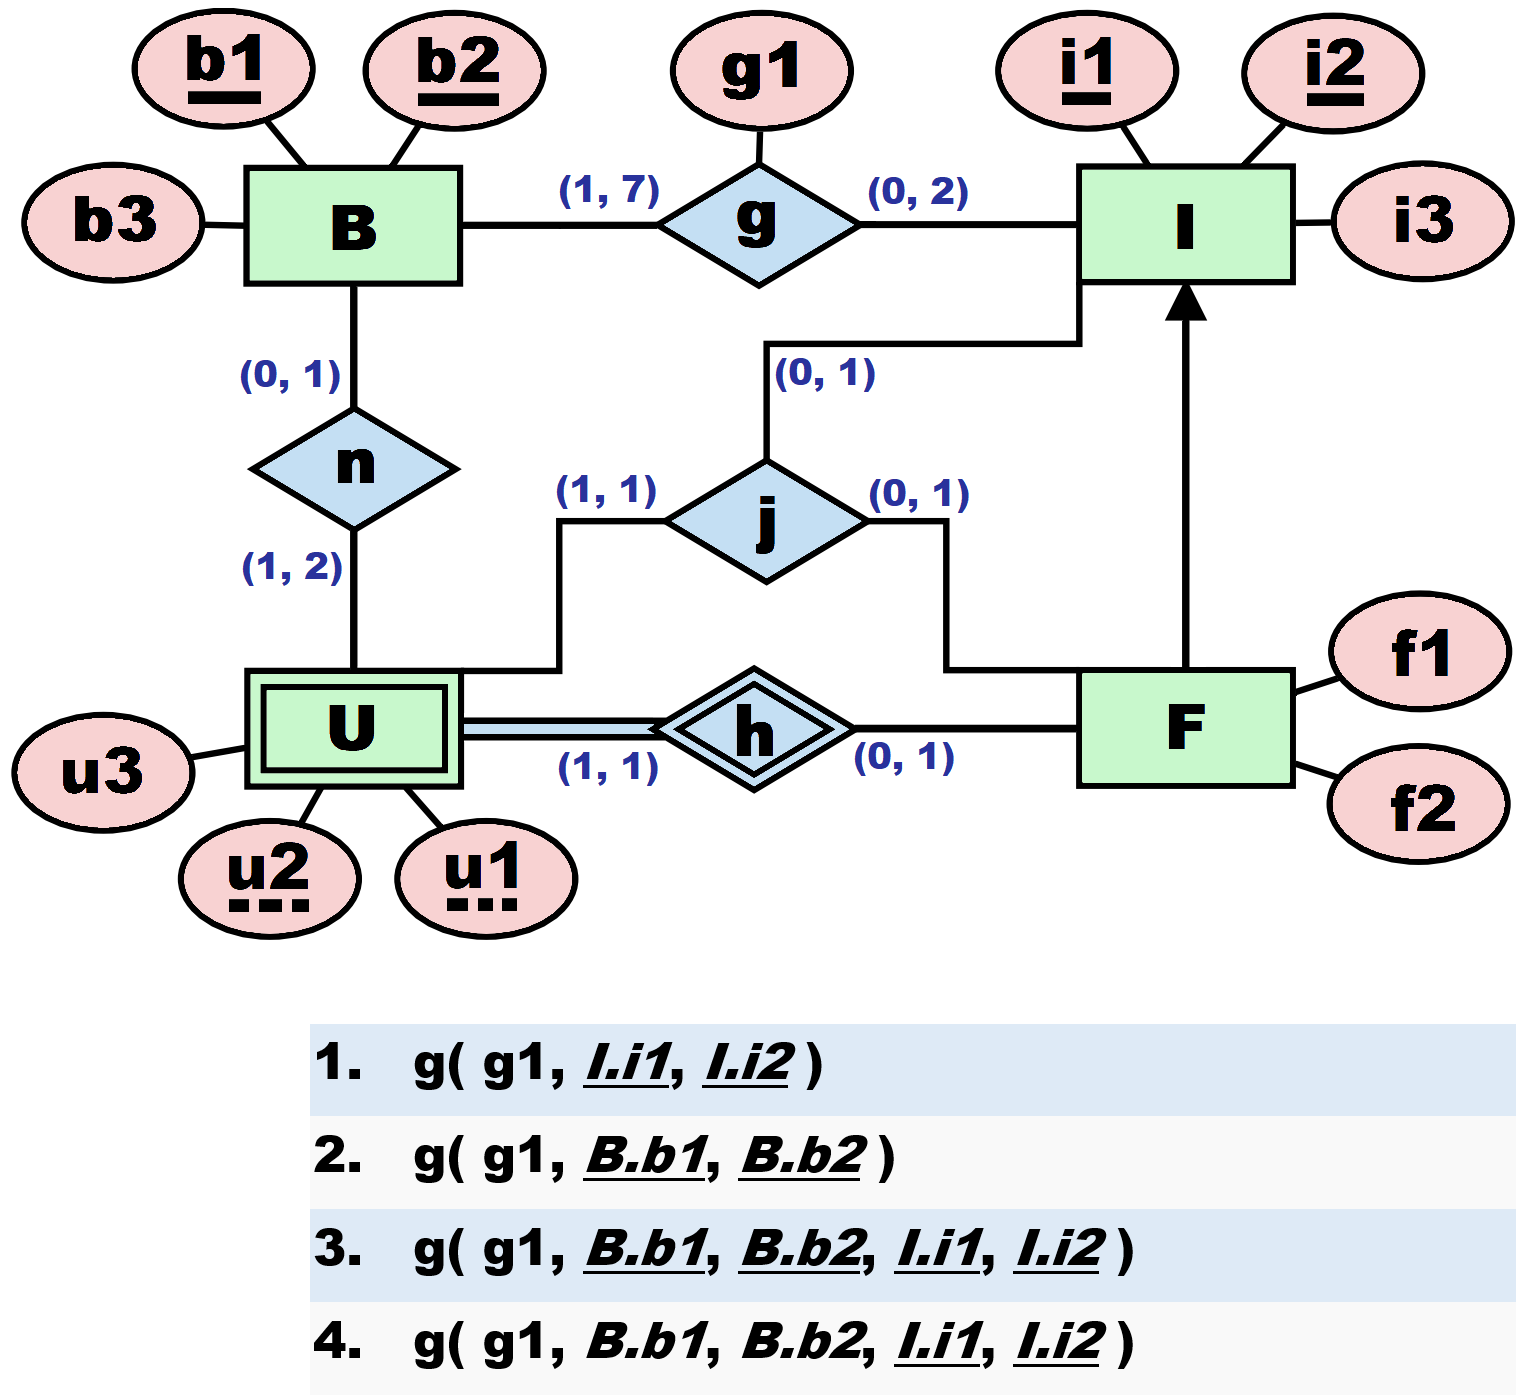 b1
b2
g1
i1
i2
b3
B
(1, 7)
g
(0, 2)
I
i3
(0, 1)
(0, 1)
n
(1, 1)
j
(0, 1)
(1, 2)
f1
U
h
F
u3
(1, 1)
(0, 1)
f2
u2
u1
1. g( g1, I.i1, I.i2 )
2. g( g1, B.b1, B.b2 )
3. g( g1, B.b1, B.b2, I.i1, I.i2 )
4. g( g1, B.b1, B.b2, I.i1, I.i2 )